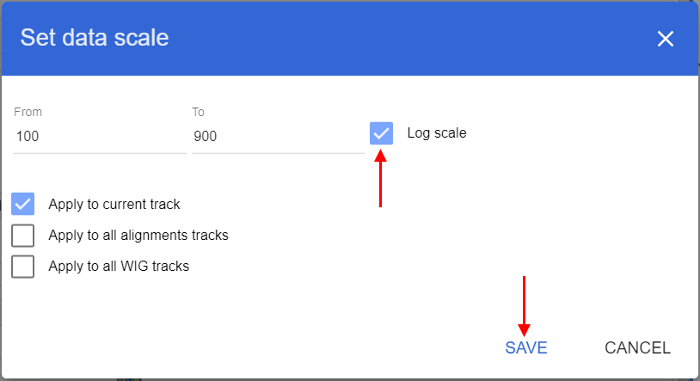 Set data scale
From To
100 900 Log scale
Apply to current track
Apply to all alignments tracks
Apply to all WIG tracks
SAVE CANCEL